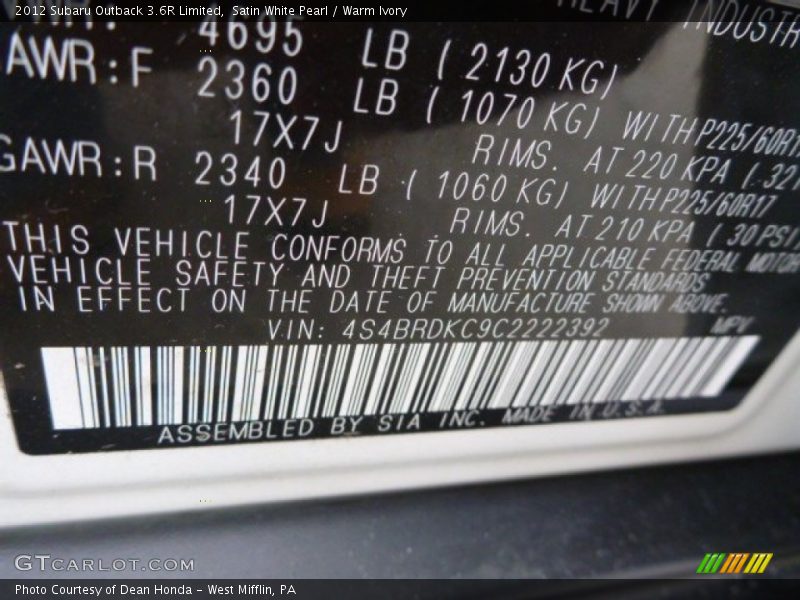 2012 Subaru Outback 3.6R Limited, Satin White Pearl / Warm Ivory
HEAVY INDUSTR
4695 LB ( 2130 KG)
AWR:F 2360 LB ( 1070 KG) WITH P225/60R17
17X7J RIMS. AT 220 KPA ( 32
GAWR:R 2340 LB ( 1060 KG) WITH P225/60R17
17X7J RIMS. AT 210 KPA ( 30 PSI)
THIS VEHICLE CONFORMS TO ALL APPLICABLE FEDERAL MOTOR
VEHICLE SAFETY AND THEFT PREVENTION STANDARDS
IN EFFECT ON THE DATE OF MANUFACTURE SHOWN ABOVE.
VIN: 4S4BRDKC9C2222392 MPV
ASSEMBLED BY SIA INC. MADE IN U.S.A.
GTCARLOT.COM
Photo Courtesy of Dean Honda - West Mifflin, PA